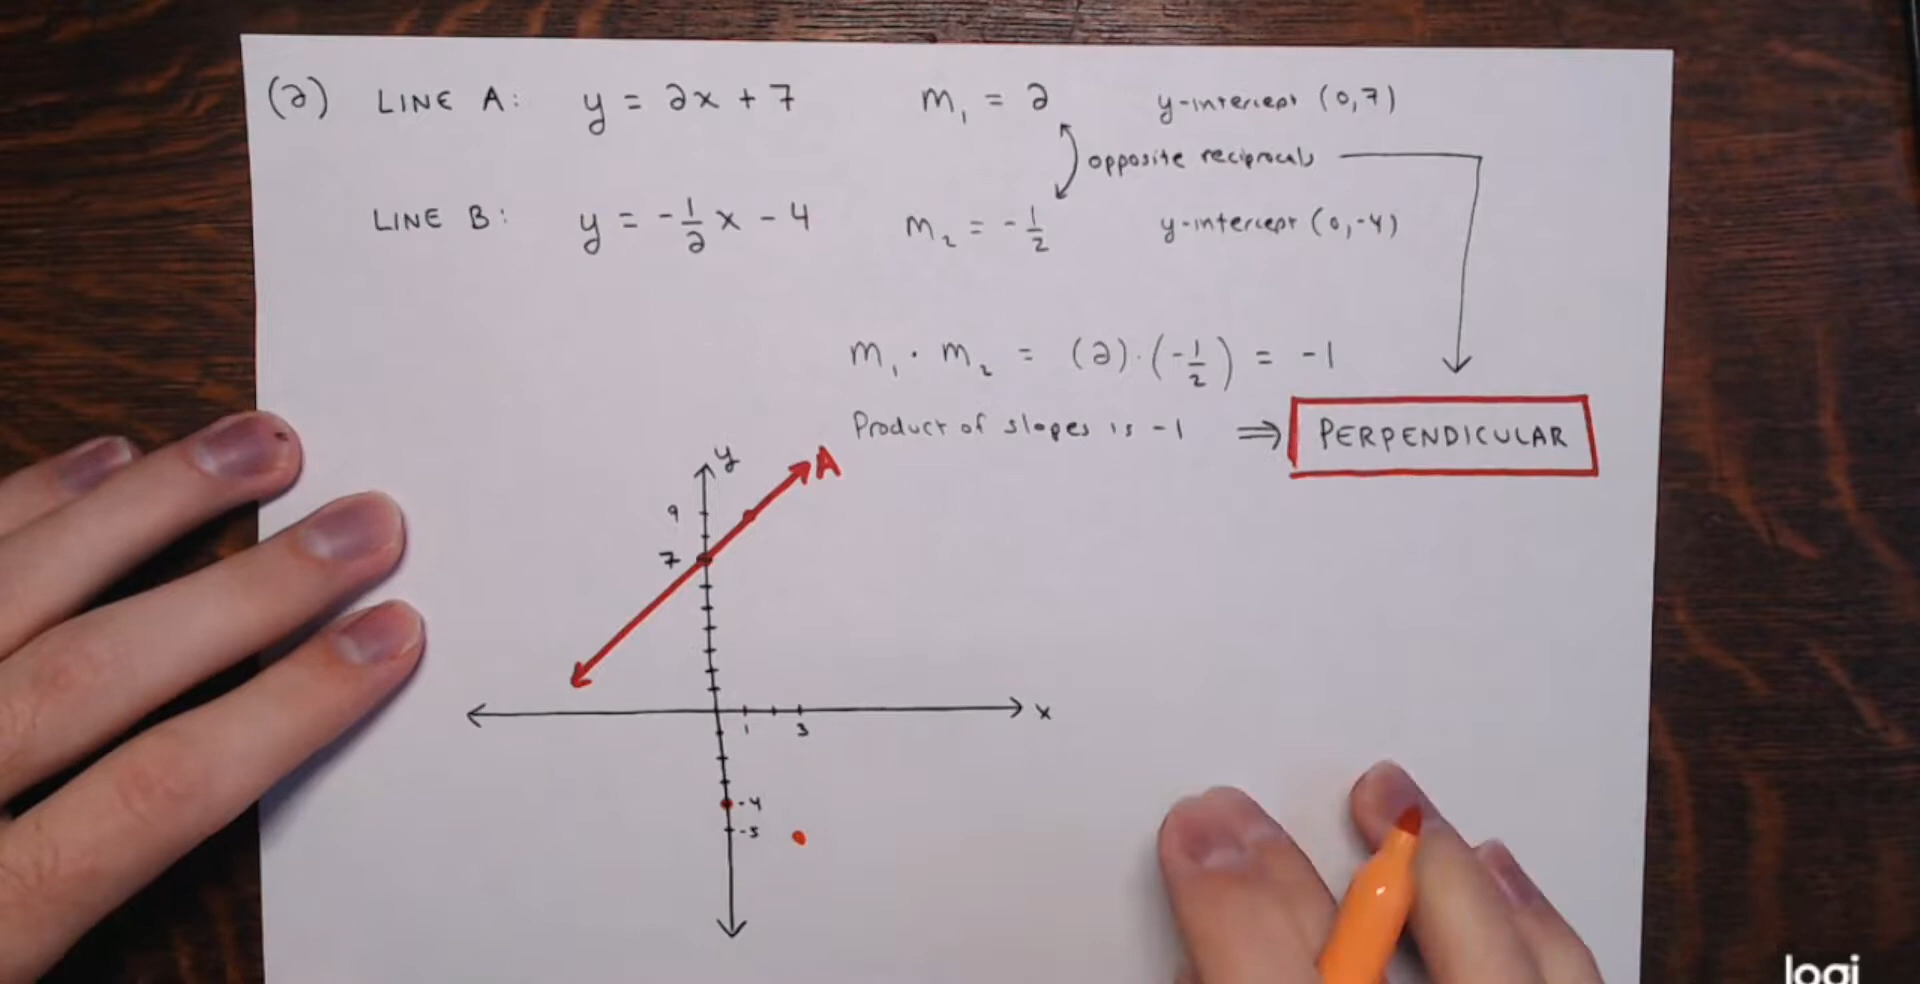 (2) LINE A: y = 2x + 7 m₁ = 2 y-intercept (0,7)
opposite reciprocals
LINE B: y = -1/2 x - 4 m₂ = -1/2 y-intercept (0,-4)
m₁ · m₂ = (2)·(-1/2) = -1
Product of slopes is -1 ⇒ PERPENDICULAR
y
A
9
7
x
1 3
-4
-5
logi